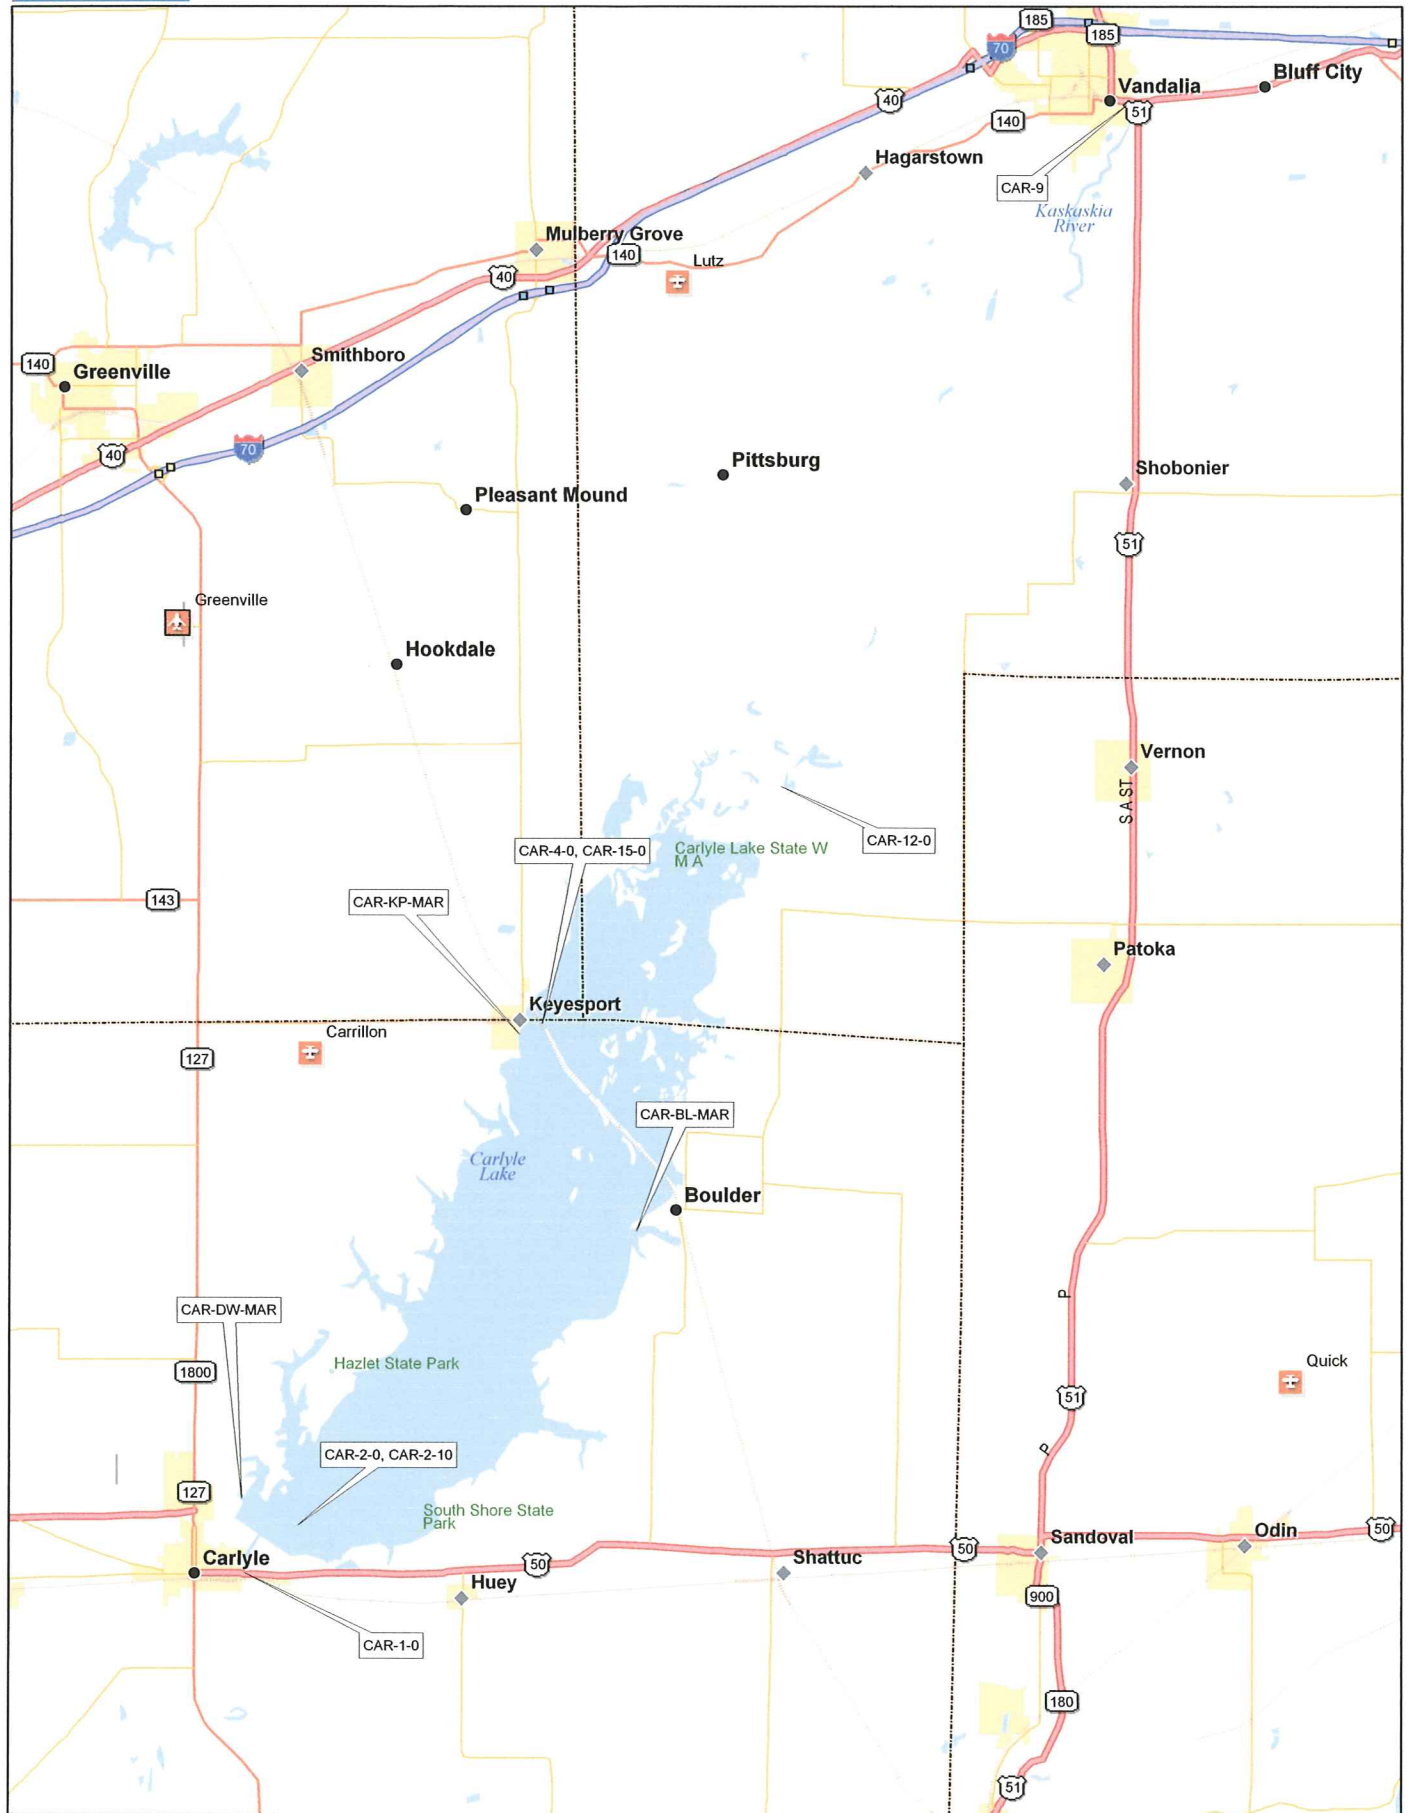 185
185
70
Bluff City
Vandalia
40
51
140
Hagarstown
CAR-9
Kaskaskia
River
Mulberry Grove
140
Lutz
40
Smithboro
140
Greenville
40
70
Pittsburg
Shobonier
Pleasant Mound
51
Greenville
Hookdale
Vernon
S A ST
CAR-12-0
CAR-4-0, CAR-15-0
Carlyle Lake State W
M A
143
CAR-KP-MAR
Patoka
Keyesport
Carrillon
127
CAR-BL-MAR
Carlyle
Lake
Boulder
P
CAR-DW-MAR
Hazlet State Park
1800
Quick
51
P
CAR-2-0, CAR-2-10
127
South Shore State
Park
50
Odin
Sandoval
50
Carlyle
50
Shattuc
Huey
900
CAR-1-0
180
51